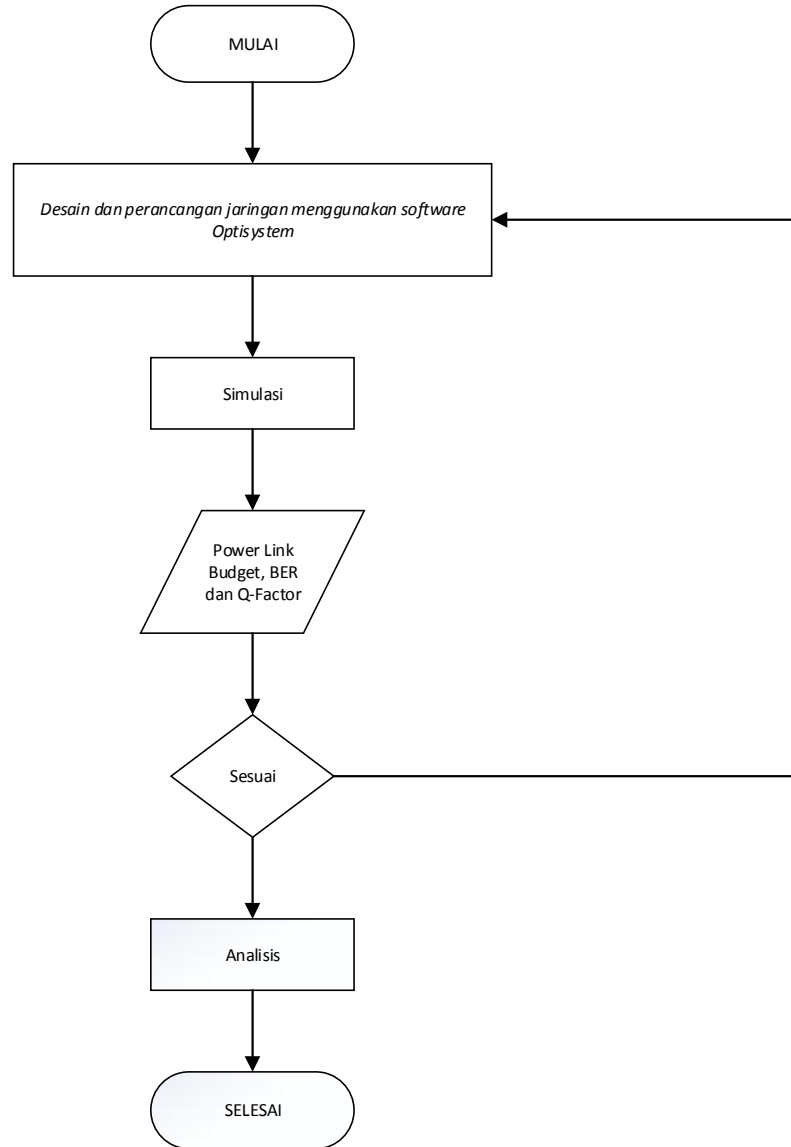 MULAI
Desain dan perancangan jaringan menggunakan software
Optisystem
Simulasi
Power Link
Budget, BER
dan Q-Factor
Sesuai
Analisis
SELESAI